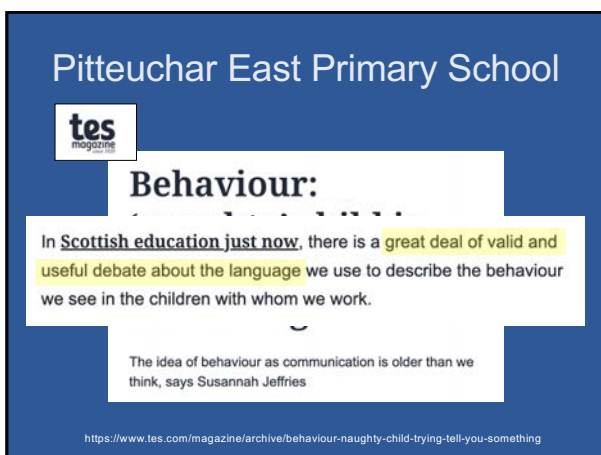 Pitteuchar East Primary School
tes
magazine
Behaviour:
In Scottish education just now, there is a great deal of valid and
useful debate about the language we use to describe the behaviour
we see in the children with whom we work.
The idea of behaviour as communication is older than we
think, says Susannah Jeffries
https://www.tes.com/magazine/archive/behaviour-naughty-child-trying-tell-you-something